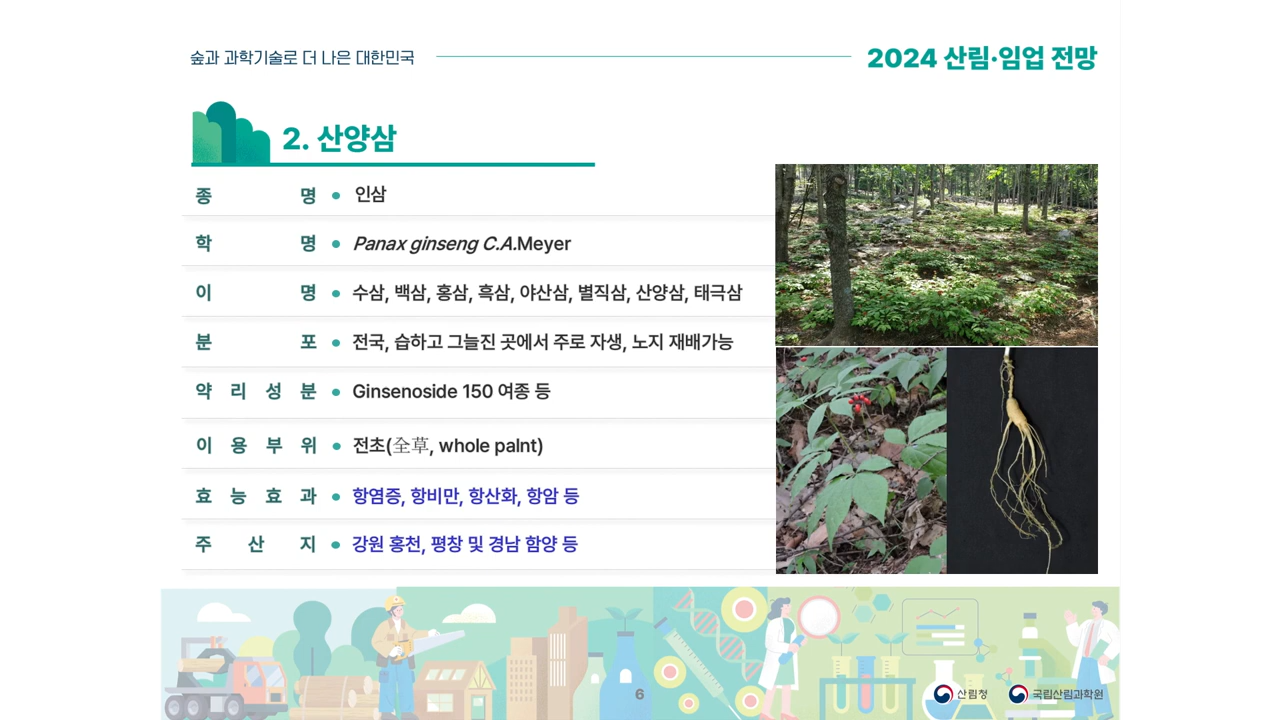 숲과 과학기술로 더 나은 대한민국
2024 산림·임업 전망
2. 산양삼
종 명 • 인삼
학 명 • Panax ginseng C.A.Meyer
이 명 • 수삼, 백삼, 홍삼, 흑삼, 야산삼, 별직삼, 산양삼, 태극삼
분 포 • 전국, 습하고 그늘진 곳에서 주로 자생, 노지 재배가능
약 리 성 분 • Ginsenoside 150 여종 등
이 용 부 위 • 전초(全草, whole palnt)
효 능 효 과 • 항염증, 항비만, 항산화, 항암 등
주 산 지 • 강원 홍천, 평창 및 경남 함양 등
6
산림청
국립산림과학원